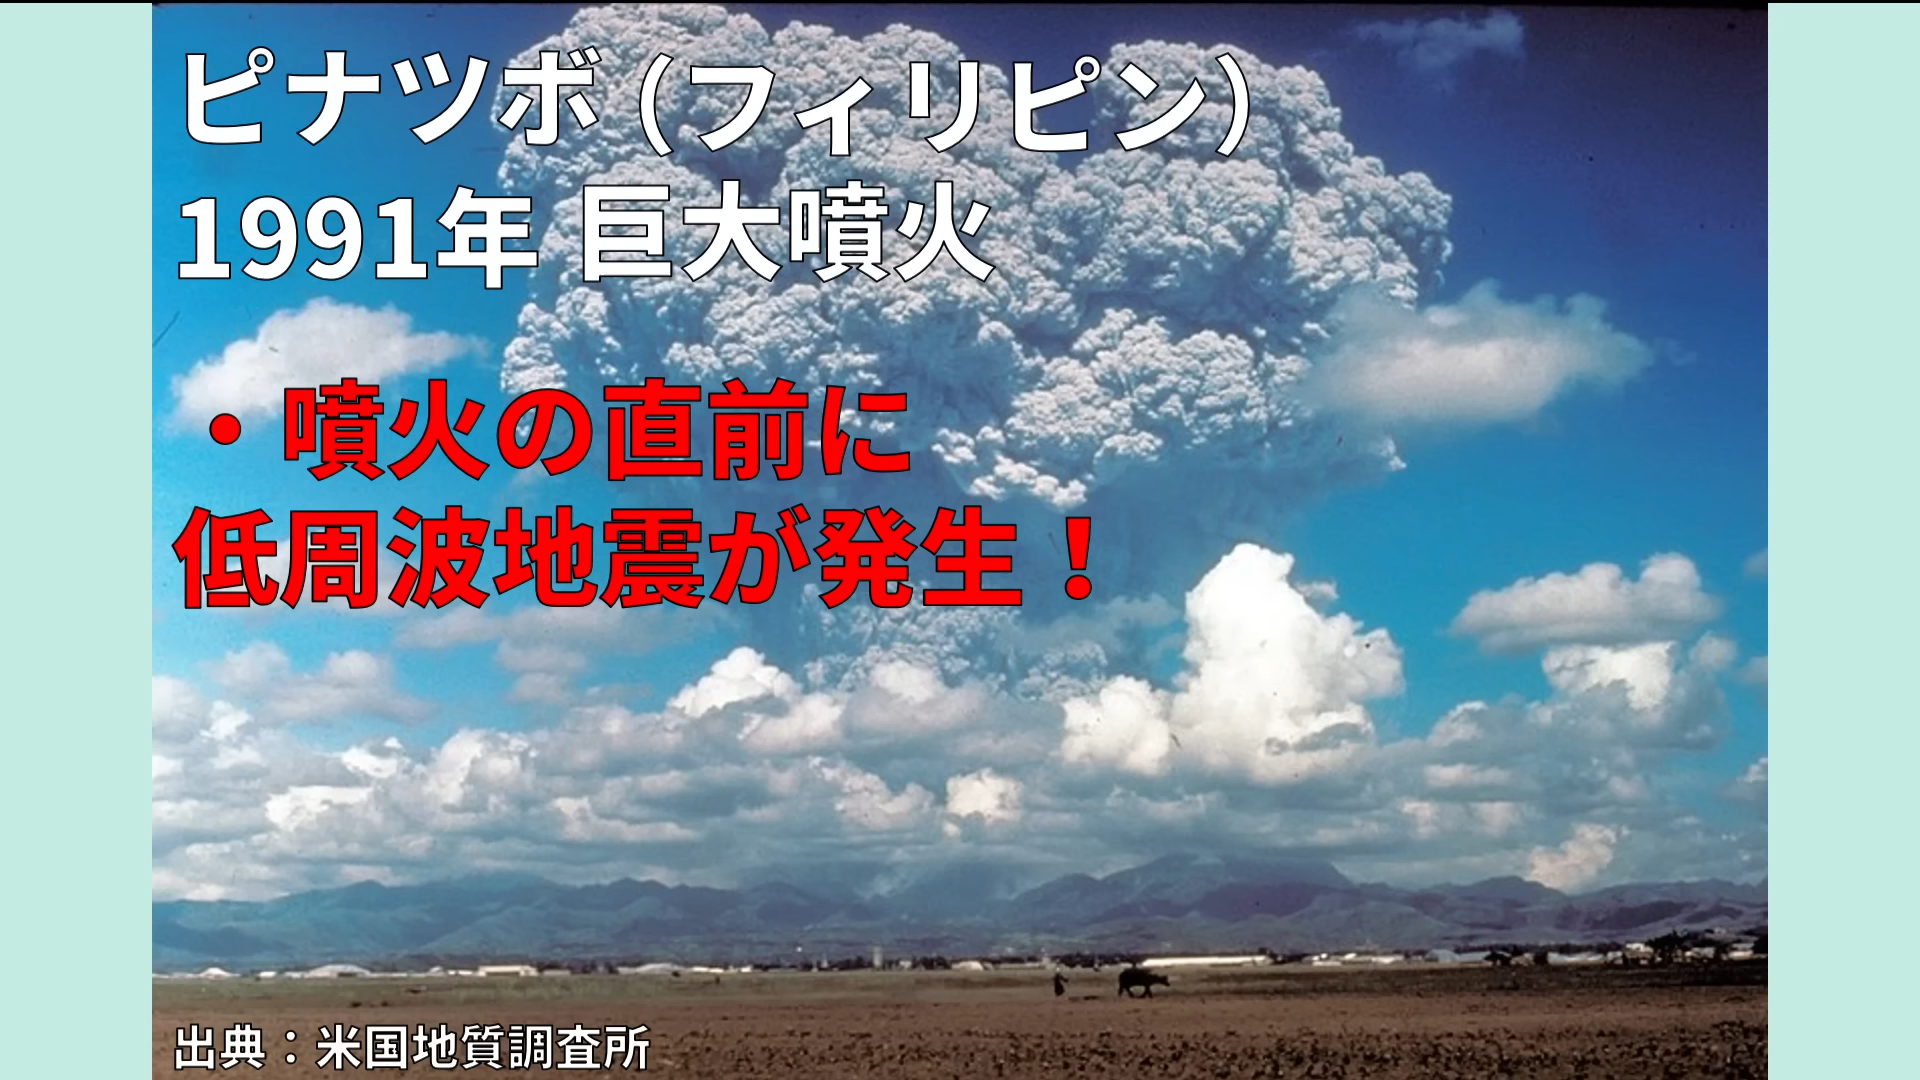 ピナツボ（フィリピン）
1991年 巨大噴火
・噴火の直前に
低周波地震が発生！
出典：米国地質調査所